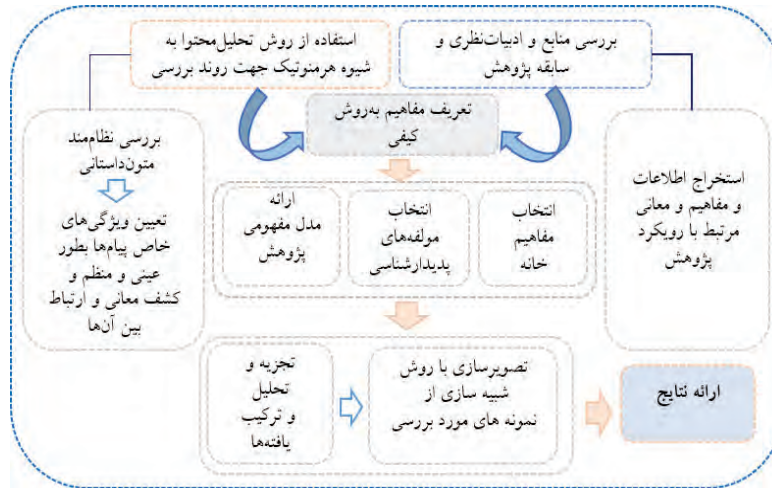 بررسی منابع و ادبیات‌نظری و
سابقه پژوهش
استفاده از روش تحلیل‌محتوا به
شیوه هرمنوتیک جهت روند بررسی
تعریف مفاهیم به‌روش
کیفی
استخراج اطلاعات
و مفاهیم و معانی
مرتبط با رویکرد
پژوهش
بررسی نظام‌مند
متون‌داستانی
تعیین ویژگی‌های
خاص پیام‌ها بطور
عینی و منظم و
کشف معانی و ارتباط
بین آن‌ها
انتخاب
مفاهیم
خانه
انتخاب
مولفه‌های
پدیدارشناسی
ارائه
مدل مفهومی
پژوهش
تجزیه و
تحلیل
و ترکیب
یافته‌ها
تصویرسازی با روش
شبیه سازی از
نمونه های مورد بررسی
ارائه نتایج